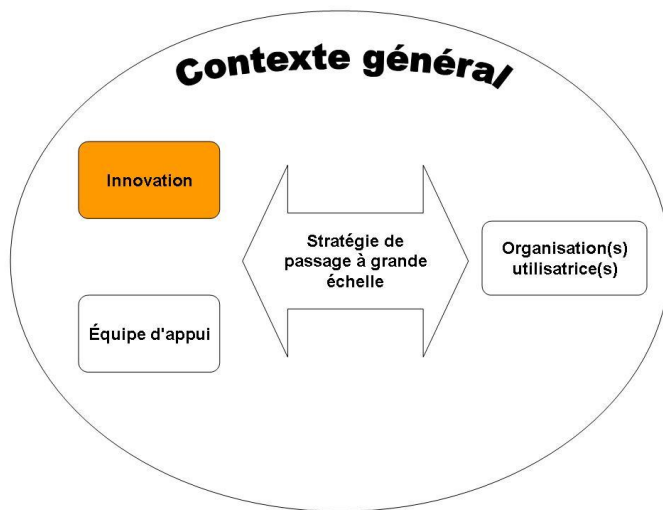 Contexte général
Innovation
Stratégie de
passage à grande
échelle
Organisation(s)
utilisatrice(s)
Équipe d'appui